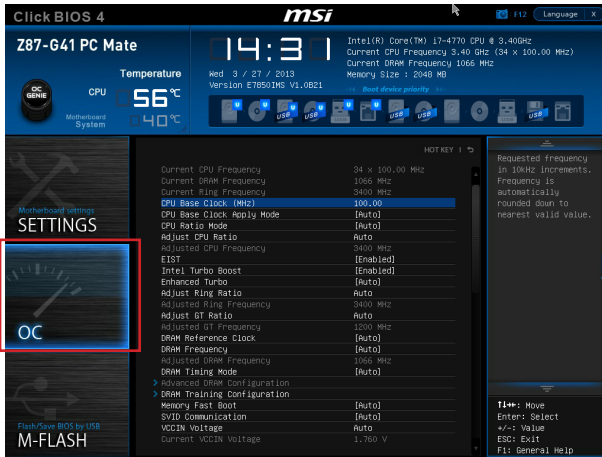 Click BIOS 4
msi
F12 Language X
Z87-G41 PC Mate
14:31
Intel(R) Core(TM) i7-4770 CPU @ 3.40GHz
Current CPU Frequency 3.40 GHz (34 x 100.00 MHz)
Current DRAM Frequency 1066 MHz
Memory Size : 2048 MB
Temperature
Wed 3 / 27 / 2013
Version E7850IMS V1.0B21
Boot device priority
OC
GENIE
CPU
56°C
Motherboard
System
40°C
U USB USB U U USB USB
HOT KEY
Current CPU Frequency 34 x 100.00 MHz
Current DRAM Frequency 1066 MHz
Current Ring Frequency 3400 MHz
CPU Base Clock (MHz) 100.00
CPU Base Clock Apply Mode [Auto]
CPU Ratio Mode [Auto]
Adjust CPU Ratio Auto
Adjusted CPU Frequency 3400 MHz
EIST [Enabled]
Intel Turbo Boost [Enabled]
Enhanced Turbo [Auto]
Adjust Ring Ratio Auto
Adjusted Ring Frequency 3400 MHz
Adjust GT Ratio Auto
Adjusted GT Frequency 1200 MHz
DRAM Reference Clock [Auto]
DRAM Frequency [Auto]
Adjusted DRAM Frequency 1066 MHz
DRAM Timing Mode [Auto]
> Advanced DRAM Configuration
> DRAM Training Configuration
Memory Fast Boot [Auto]
SVID Communication [Auto]
VCCIN Voltage Auto
Current VCCIN Voltage 1.760 V
Motherboard settings
SETTINGS
OC
Flash/Save BIOS by USB
M-FLASH
Requested frequency
in 10kHz increments.
Frequency is
automatically
rounded down to
nearest valid value.
↑↓→←: Move
Enter: Select
+/-: Value
ESC: Exit
F1: General Help